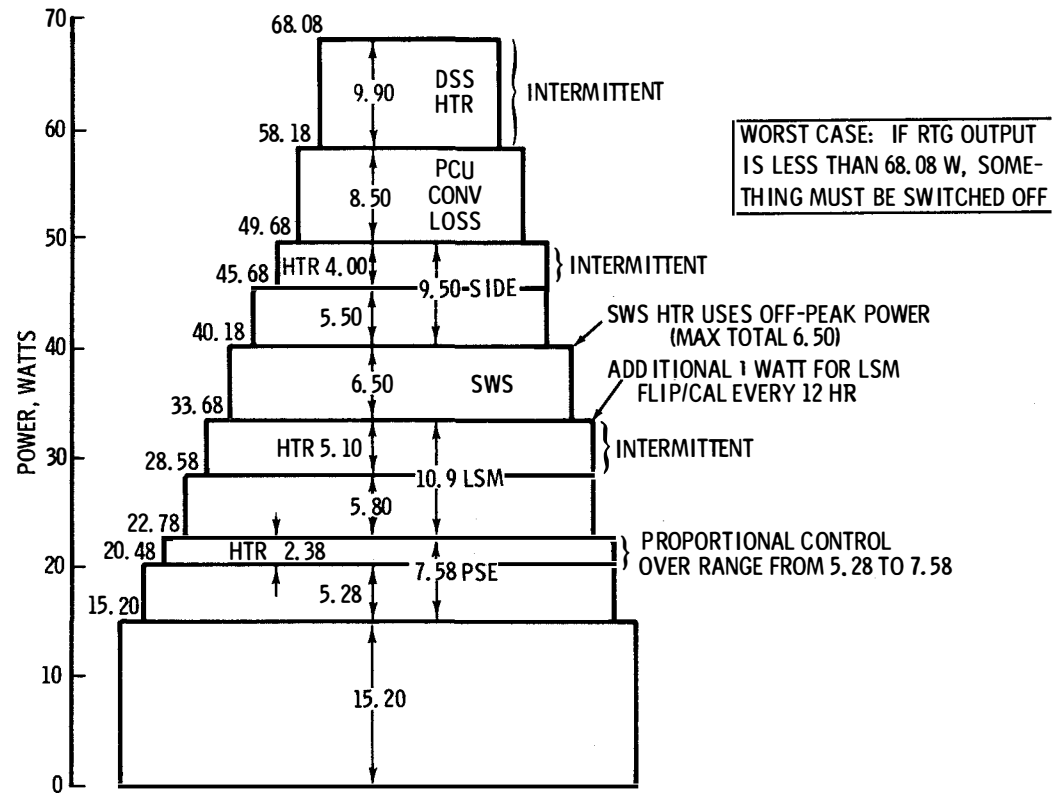 70
68.08
DSS
HTR
9.90
INTERMITTENT
60
58.18
WORST CASE: IF RTG OUTPUT
IS LESS THAN 68.08 W, SOME-
THING MUST BE SWITCHED OFF
PCU
CONV
LOSS
8.50
49.68
50
HTR 4.00
INTERMITTENT
45.68
9.50 SIDE
5.50
SWS HTR USES OFF-PEAK POWER
(MAX TOTAL 6.50)
40.18
40
6.50
SWS
ADDITIONAL 1 WATT FOR LSM
FLIP/CAL EVERY 12 HR
33.68
HTR 5.10
INTERMITTENT
30
28.58
10.9 LSM
5.80
22.78
20.48
HTR 2.38
PROPORTIONAL CONTROL
OVER RANGE FROM 5.28 TO 7.58
20
7.58 PSE
5.28
15.20
10
15.20
0
POWER, WATTS